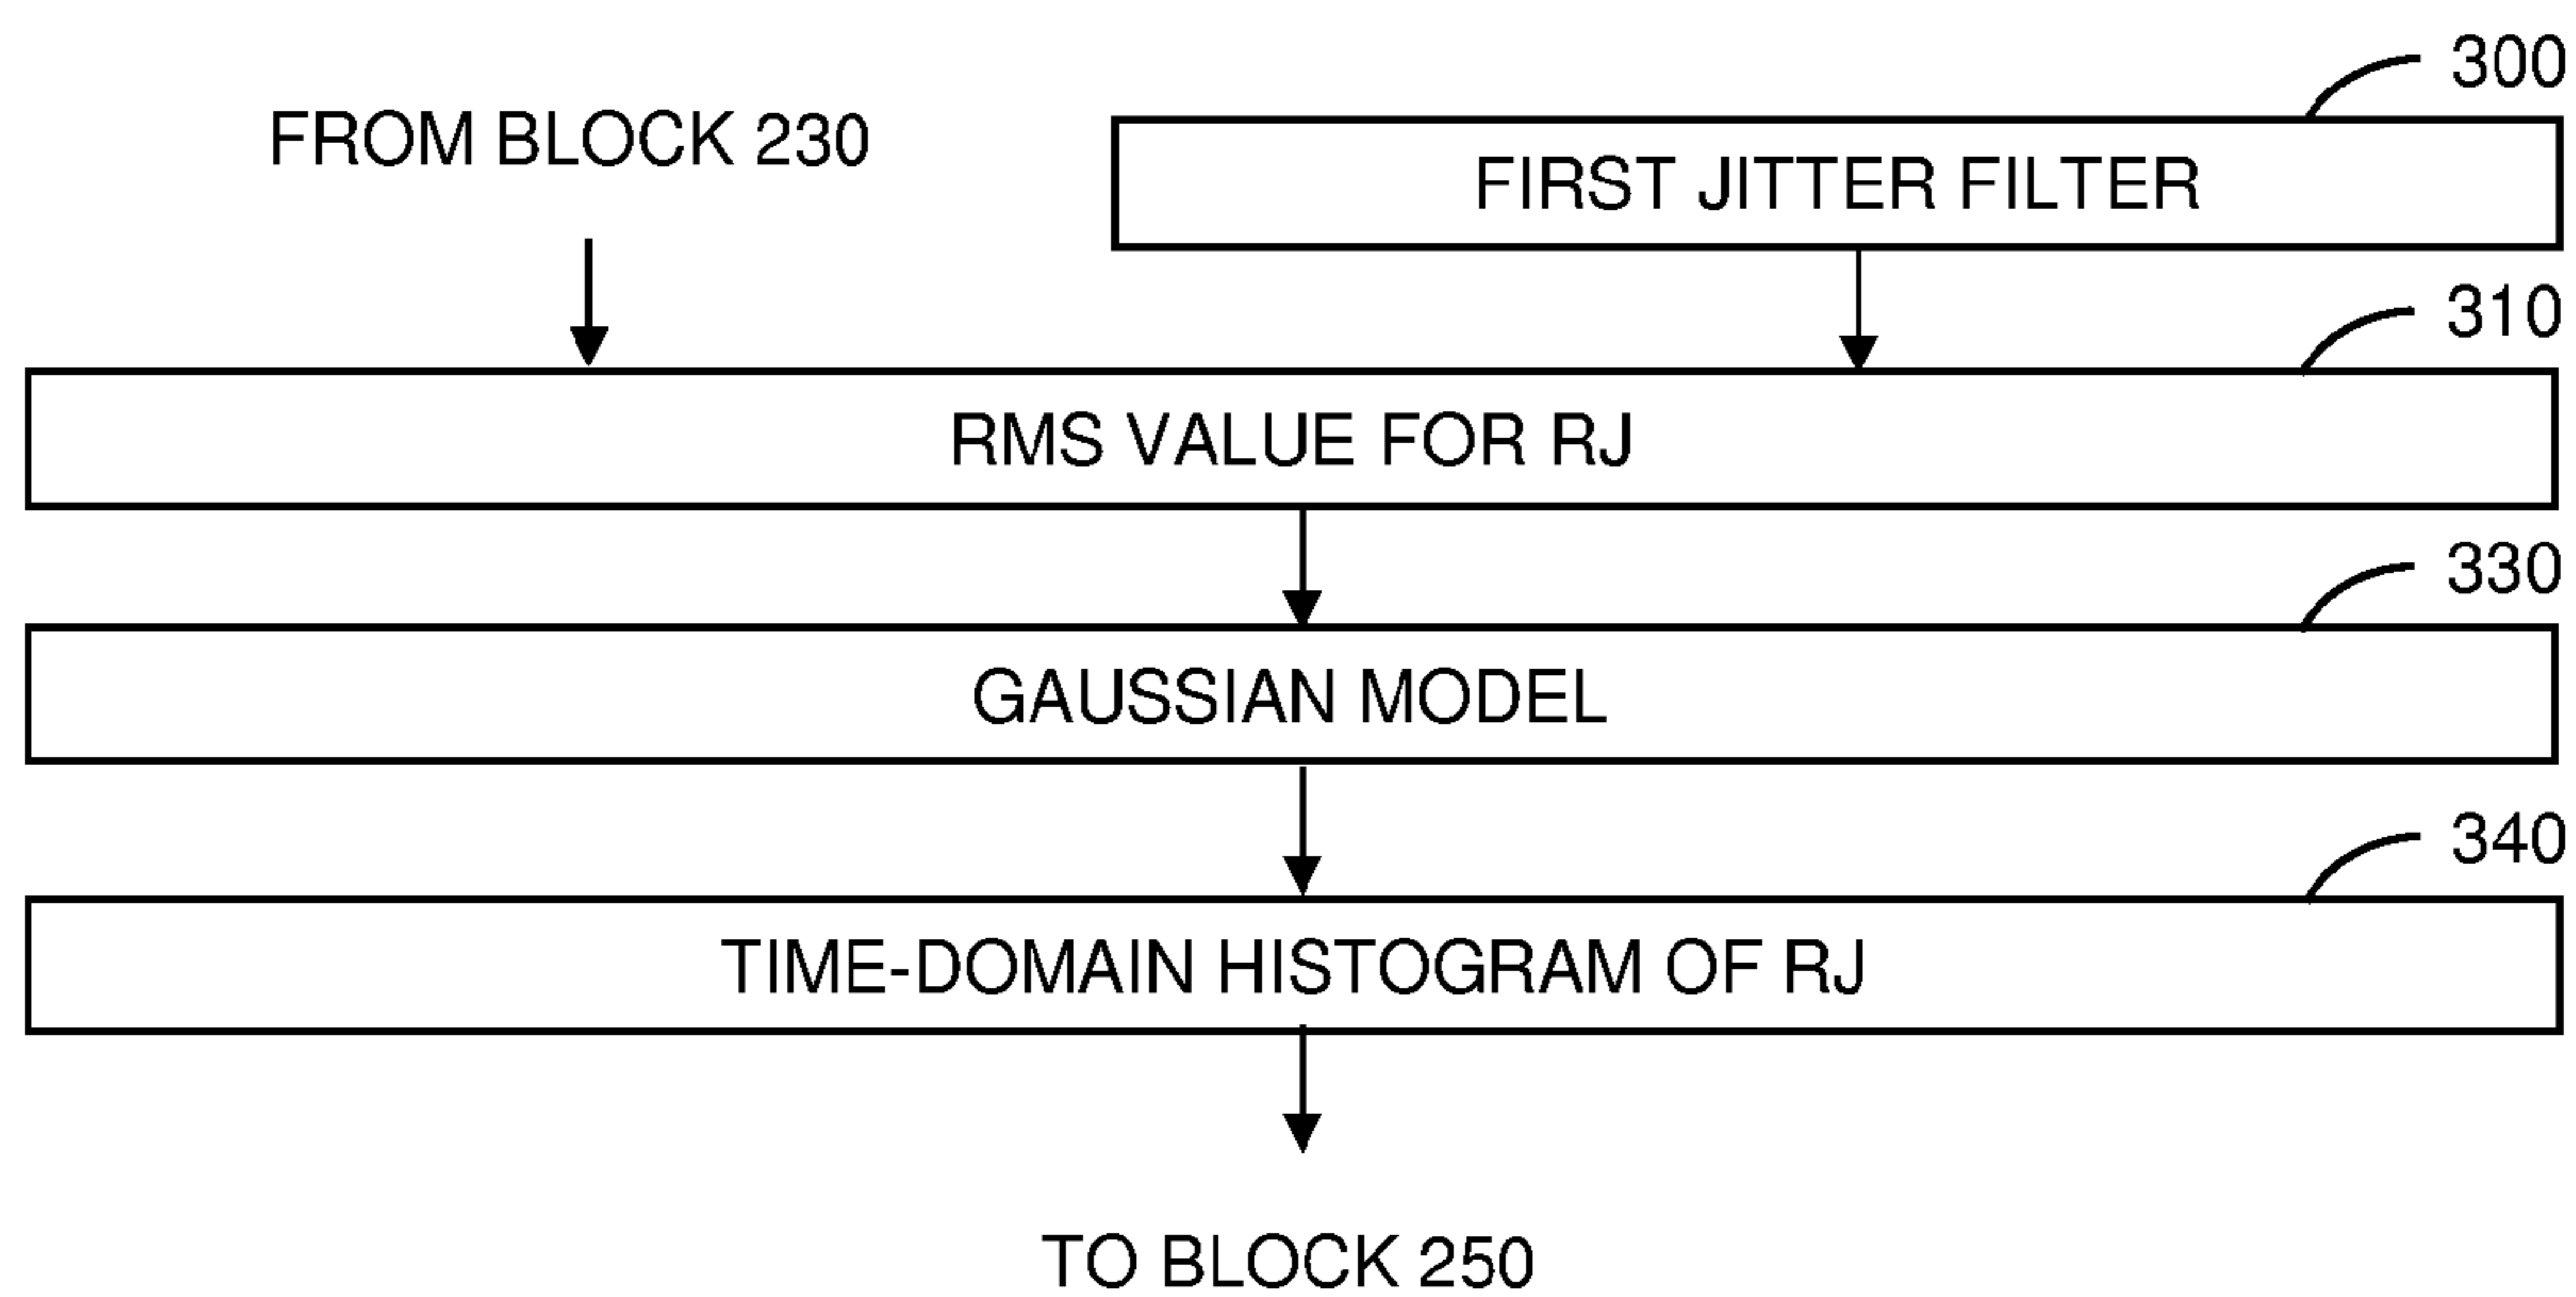 300
FROM BLOCK 230
FIRST JITTER FILTER
310
RMS VALUE FOR RJ
330
GAUSSIAN MODEL
340
TIME-DOMAIN HISTOGRAM OF RJ
TO BLOCK 250